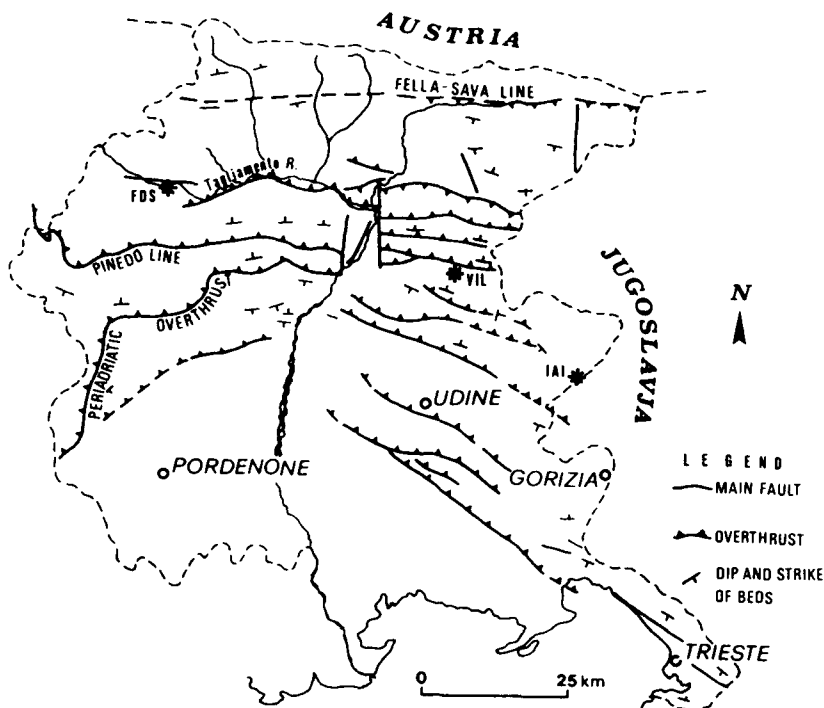 AUSTRIA
FELLA-SAVA LINE
Tagliamento R.
FDS
PINEDO LINE
VIL
JUGOSLAVJA
N
OVERTHRUST
PERIADRIATIC
IAI
UDINE
PORDENONE
GORIZIA
LEGEND
MAIN FAULT
OVERTHRUST
DIP AND STRIKE
OF BEDS
TRIESTE
0 25 km